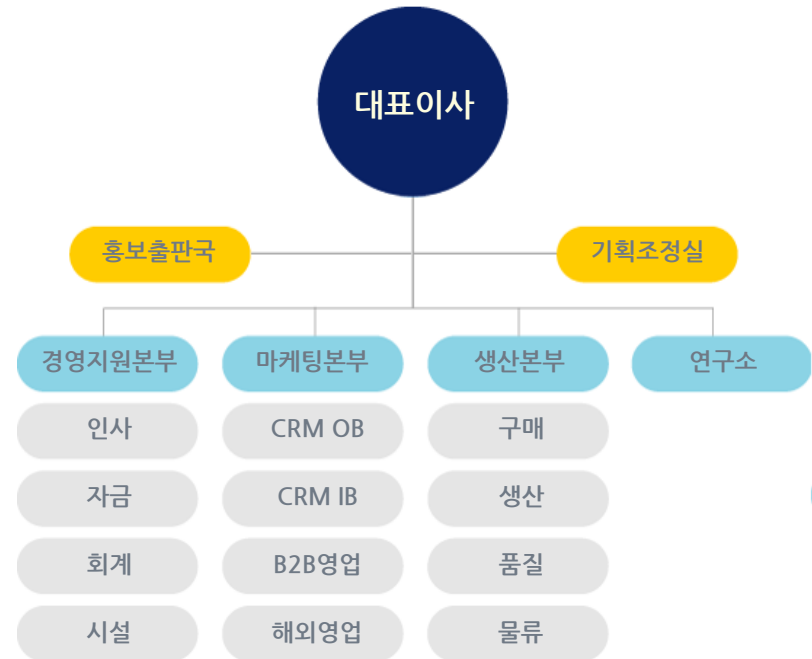 대표이사
홍보출판국
기획조정실
경영지원본부
마케팅본부
생산본부
연구소
인사
CRM OB
구매
자금
CRM IB
생산
회계
B2B영업
품질
시설
해외영업
물류